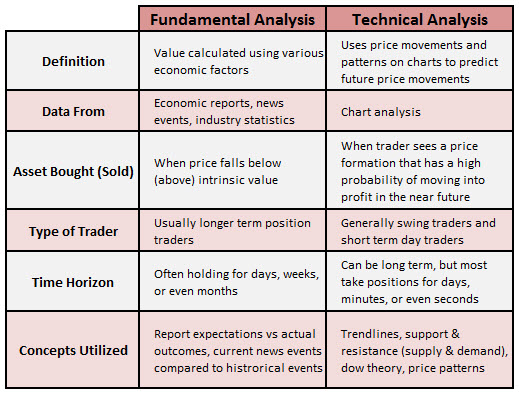 Fundamental Analysis
Technical Analysis
Definition
Value calculated using various
economic factors
Uses price movements and
patterns on charts to predict
future price movements
Data From
Economic reports, news
events, industry statistics
Chart analysis
Asset Bought (Sold)
When price falls below
(above) intrinsic value
When trader sees a price
formation that has a high
probability of moving into
profit in the near future
Type of Trader
Usually longer term position
traders
Generally swing traders and
short term day traders
Time Horizon
Often holding for days, weeks,
or even months
Can be long term, but most
take positions for days,
minutes, or even seconds
Concepts Utilized
Report expectations vs actual
outcomes, current news events
compared to histrorical events
Trendlines, support &
resistance (supply & demand),
dow theory, price patterns